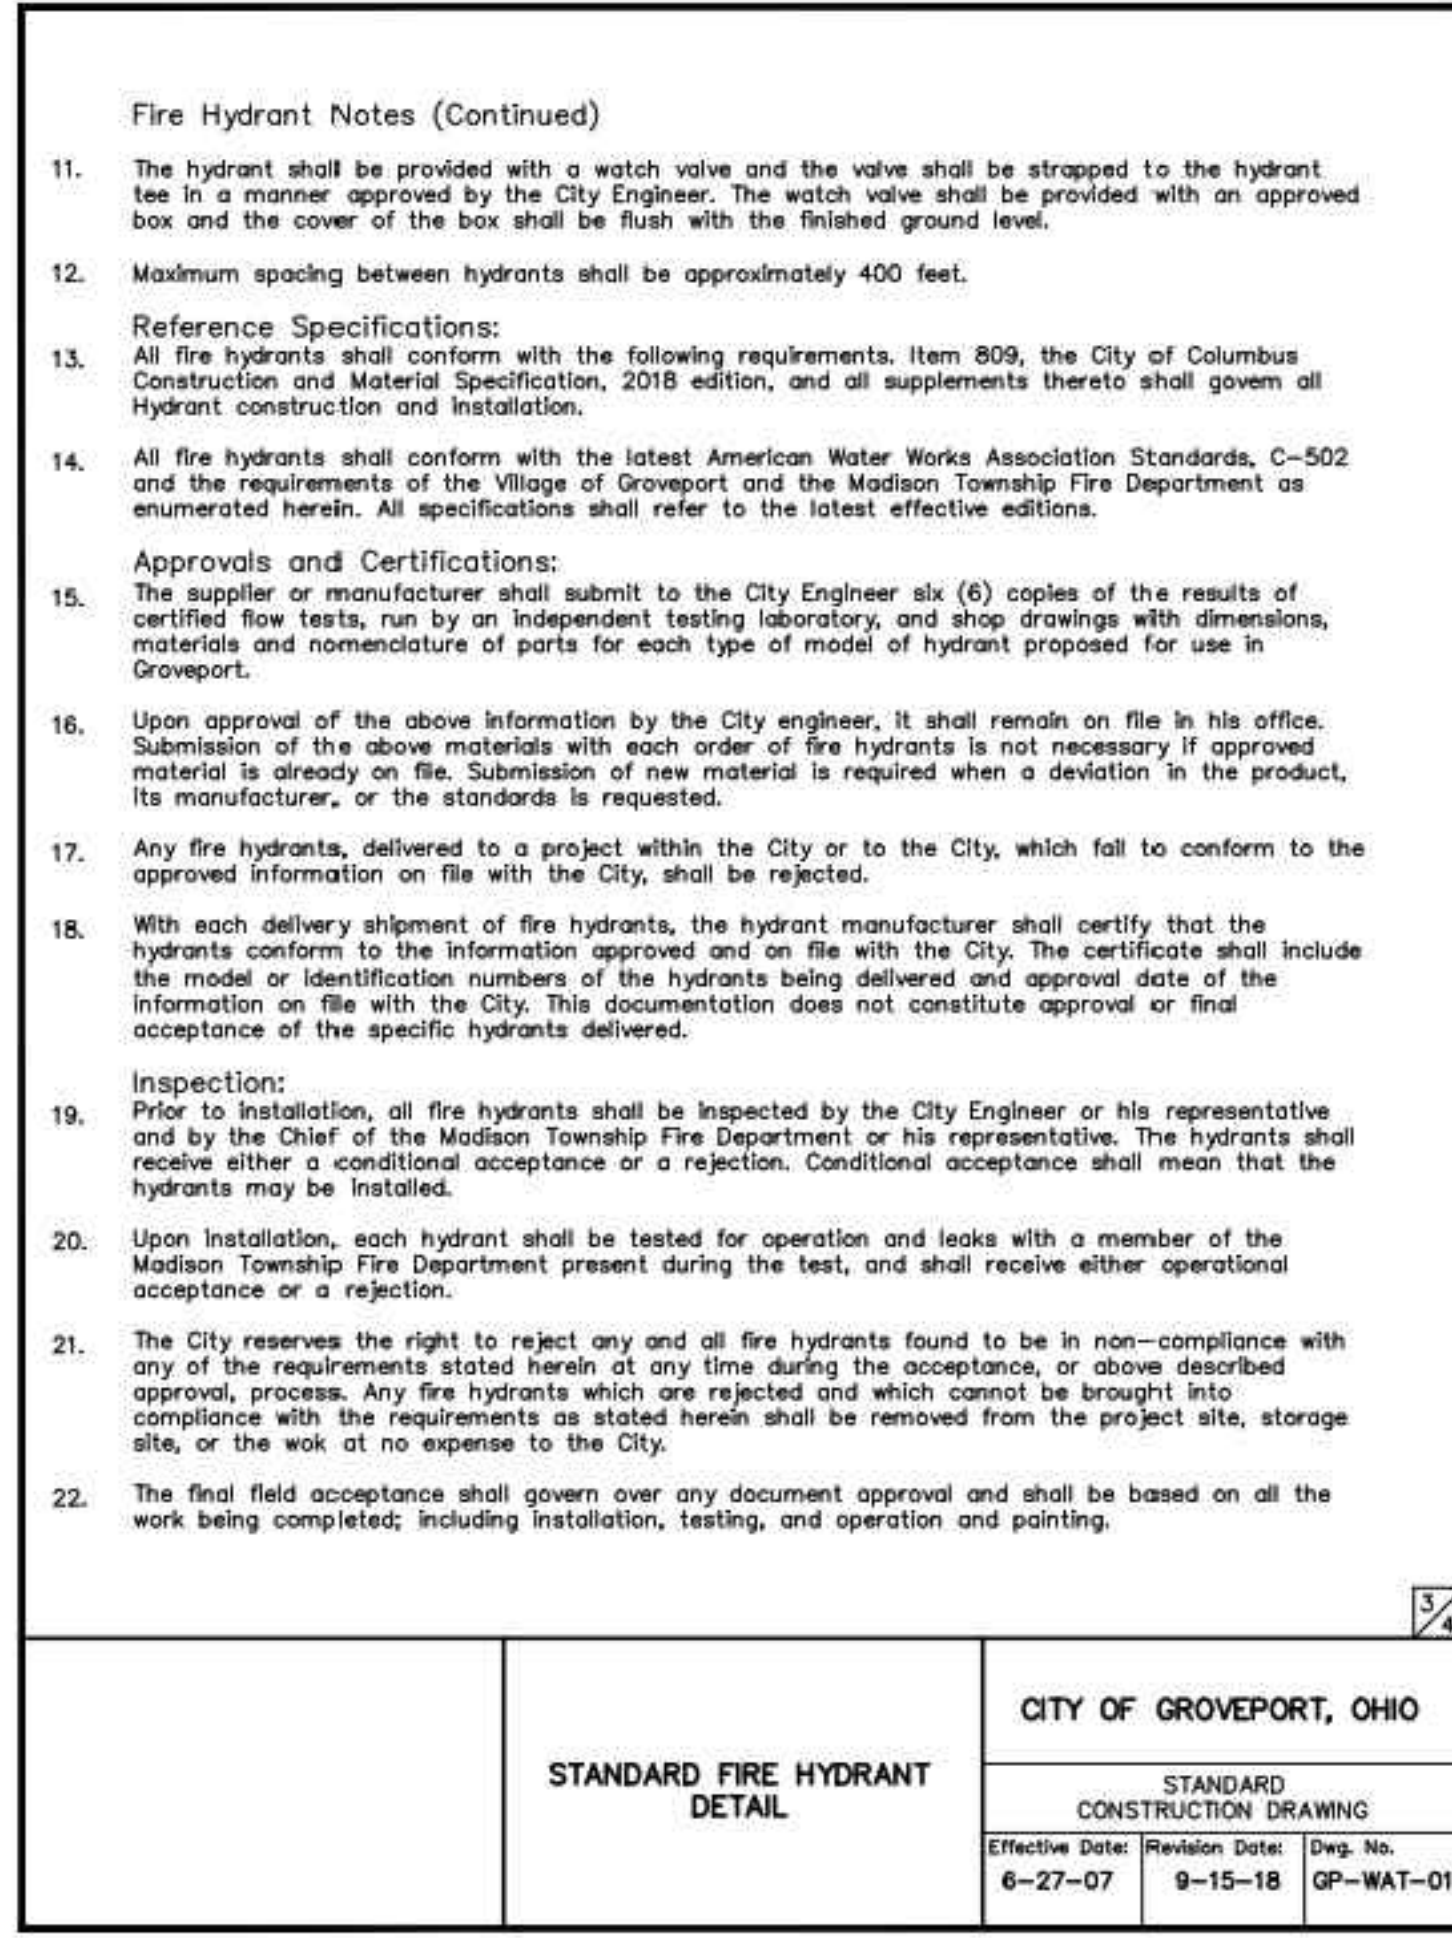 Fire Hydrant Notes (Continued)
11. The hydrant shall be provided with a watch valve and the valve shall be strapped to the hydrant
tee in a manner approved by the City Engineer. The watch valve shall be provided with an approved
box and the cover of the box shall be flush with the finished ground level.
12. Maximum spacing between hydrants shall be approximately 400 feet.
Reference Specifications:
13. All fire hydrants shall conform with the following requirements. Item 809, the City of Columbus
Construction and Material Specification, 2018 edition, and all supplements thereto shall govern all
Hydrant construction and installation.
14. All fire hydrants shall conform with the latest American Water Works Association Standards, C-502
and the requirements of the Village of Groveport and the Madison Township Fire Department as
enumerated herein. All specifications shall refer to the latest effective editions.
Approvals and Certifications:
15. The supplier or manufacturer shall submit to the City Engineer six (6) copies of the results of
certified flow tests, run by an independent testing laboratory, and shop drawings with dimensions,
materials and nomenclature of parts for each type of model of hydrant proposed for use in
Groveport.
16. Upon approval of the above information by the City engineer, it shall remain on file in his office.
Submission of the above materials with each order of fire hydrants is not necessary if approved
material is already on file. Submission of new material is required when a deviation in the product,
its manufacturer, or the standards is requested.
17. Any fire hydrants, delivered to a project within the City or to the City, which fail to conform to the
approved information on file with the City, shall be rejected.
18. With each delivery shipment of fire hydrants, the hydrant manufacturer shall certify that the
hydrants conform to the information approved and on file with the City. The certificate shall include
the model or identification numbers of the hydrants being delivered and approval date of the
information on file with the City. This documentation does not constitute approval or final
acceptance of the specific hydrants delivered.
Inspection:
19. Prior to installation, all fire hydrants shall be inspected by the City Engineer or his representative
and by the Chief of the Madison Township Fire Department or his representative. The hydrants shall
receive either a conditional acceptance or a rejection. Conditional acceptance shall mean that the
hydrants may be installed.
20. Upon installation, each hydrant shall be tested for operation and leaks with a member of the
Madison Township Fire Department present during the test, and shall receive either operational
acceptance or a rejection.
21. The City reserves the right to reject any and all fire hydrants found to be in non-compliance with
any of the requirements stated herein at any time during the acceptance, or above described
approval, process. Any fire hydrants which are rejected and which cannot be brought into
compliance with the requirements as stated herein shall be removed from the project site, storage
site, or the wok at no expense to the City.
22. The final field acceptance shall govern over any document approval and shall be based on all the
work being completed; including installation, testing, and operation and painting.
3/4
STANDARD FIRE HYDRANT
DETAIL
CITY OF GROVEPORT, OHIO
STANDARD
CONSTRUCTION DRAWING
Effective Date: Revision Date: Dwg. No.
6-27-07 9-15-18 GP-WAT-01